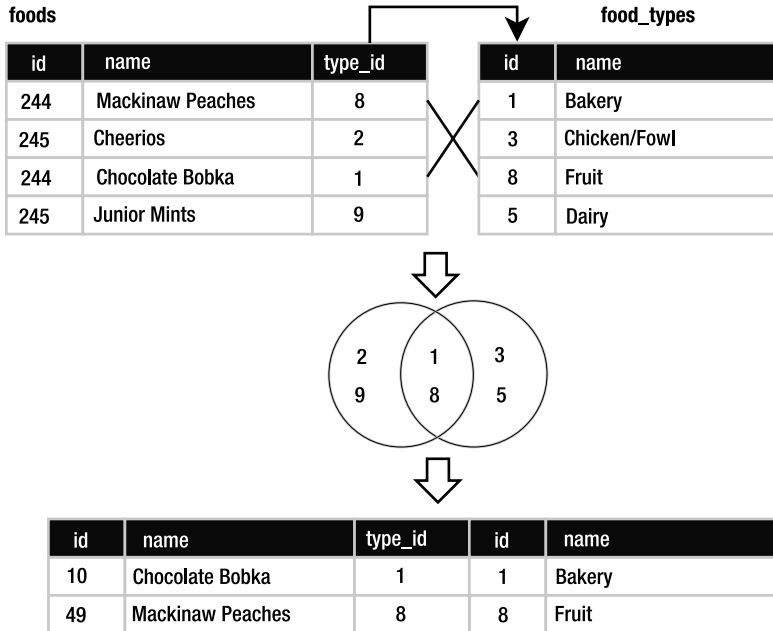 foods food_types
id name type_id id name
244 Mackinaw Peaches 8 1 Bakery
245 Cheerios 2 3 Chicken/Fowl
244 Chocolate Bobka 1 8 Fruit
245 Junior Mints 9 5 Dairy
2 1 3
9 8 5
id name type_id id name
10 Chocolate Bobka 1 1 Bakery
49 Mackinaw Peaches 8 8 Fruit